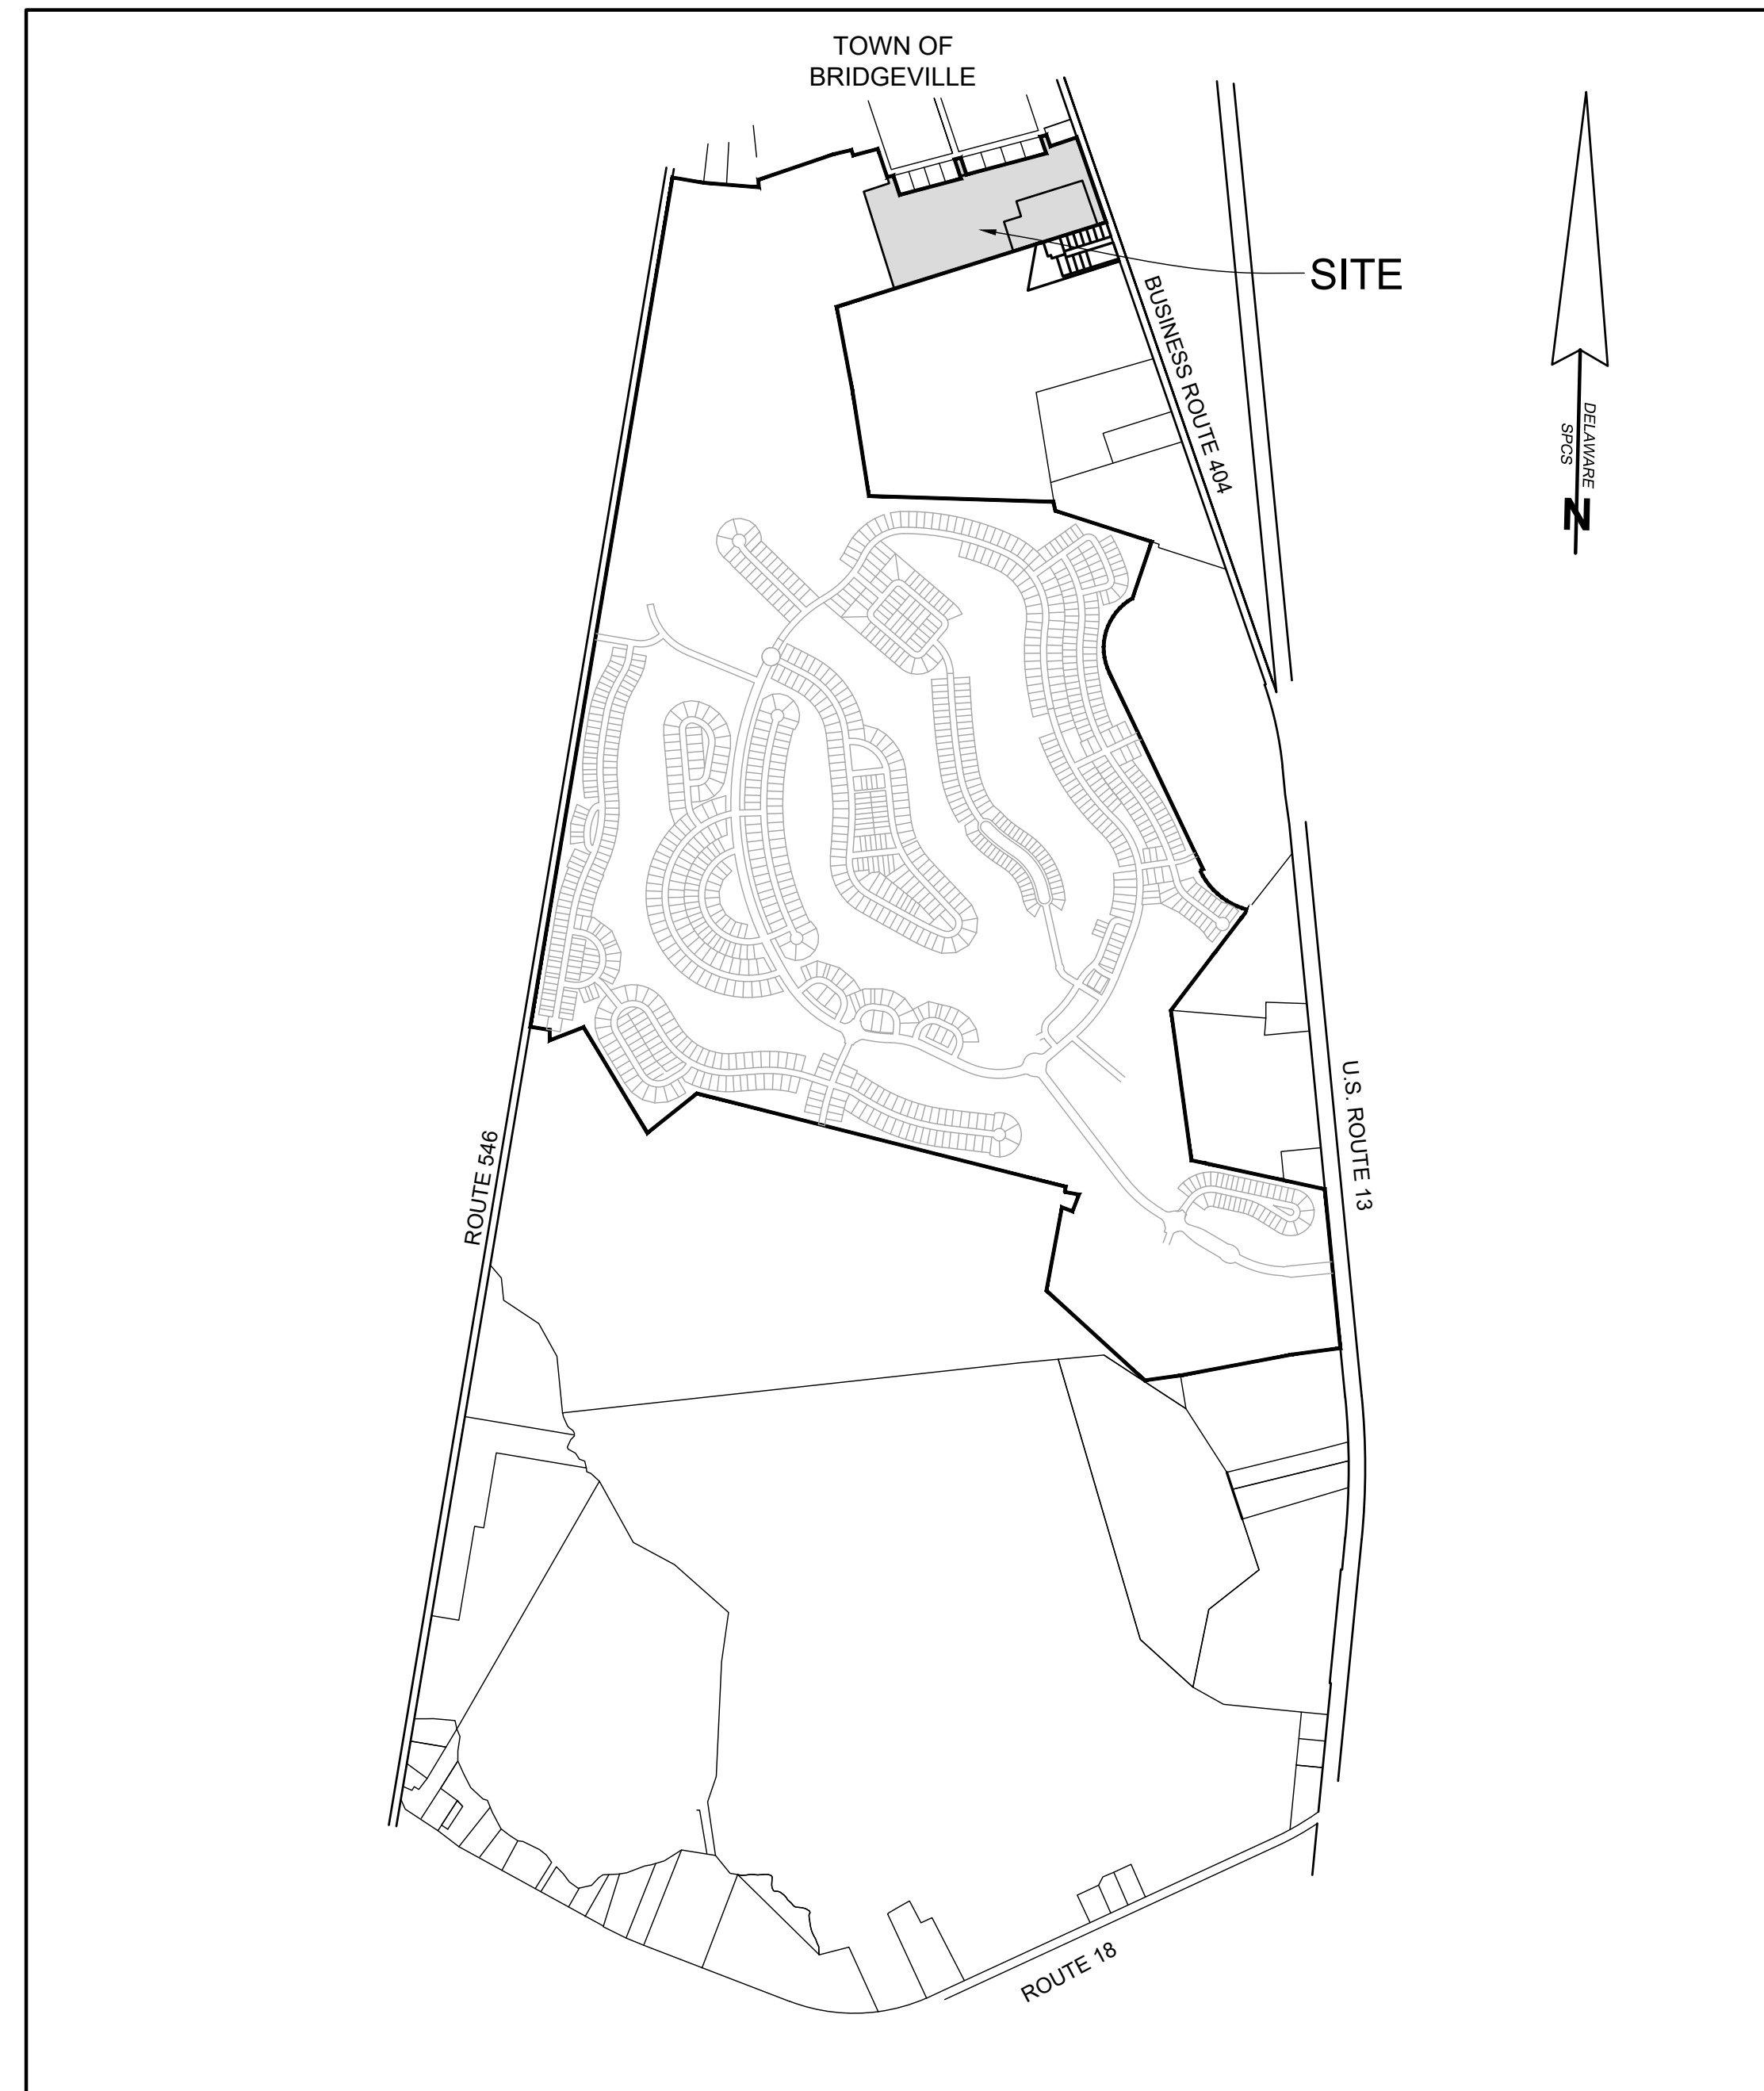 TOWN OF
BRIDGEVILLE
SITE
BUSINESS ROUTE 404
DELAWARE
SPCS
N
U.S. ROUTE 13
ROUTE 546
ROUTE 18